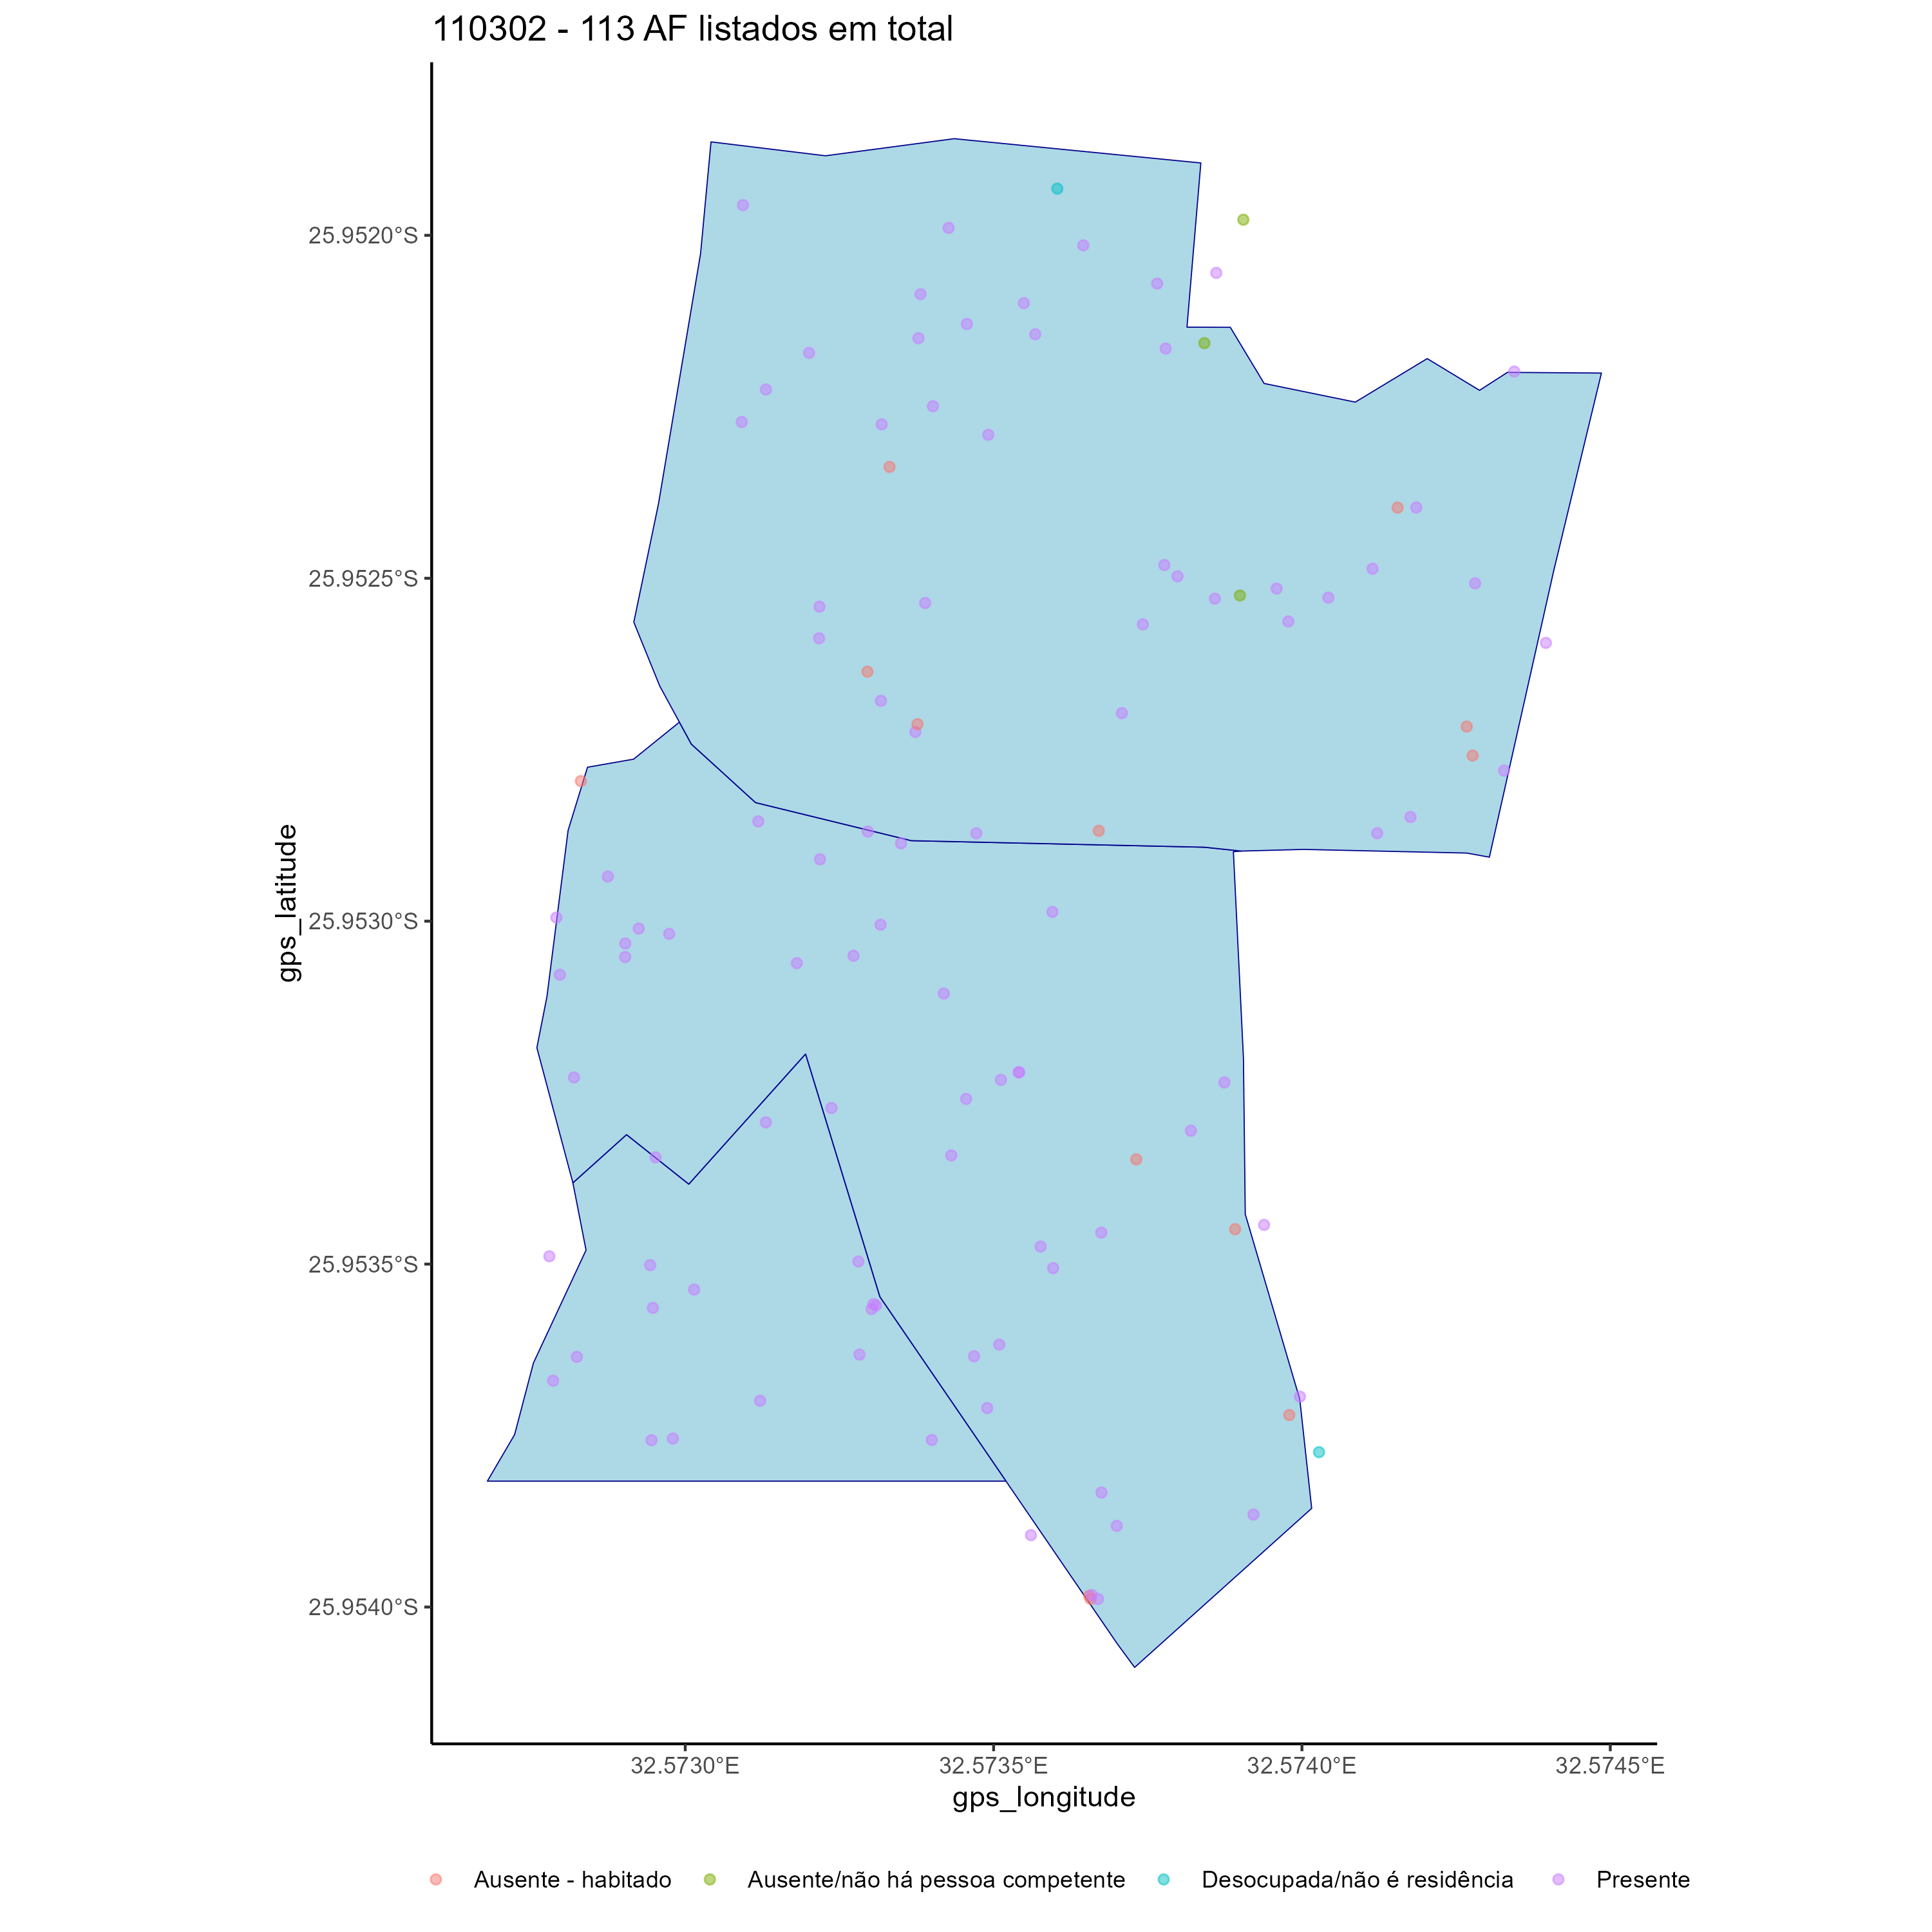 110302 - 113 AF listados em total
25.9520°S
25.9525°S
25.9530°S
25.9535°S
25.9540°S
gps_latitude
32.5730°E 32.5735°E 32.5740°E 32.5745°E
gps_longitude
Ausente - habitado Ausente/não há pessoa competente Desocupada/não é residência Presente